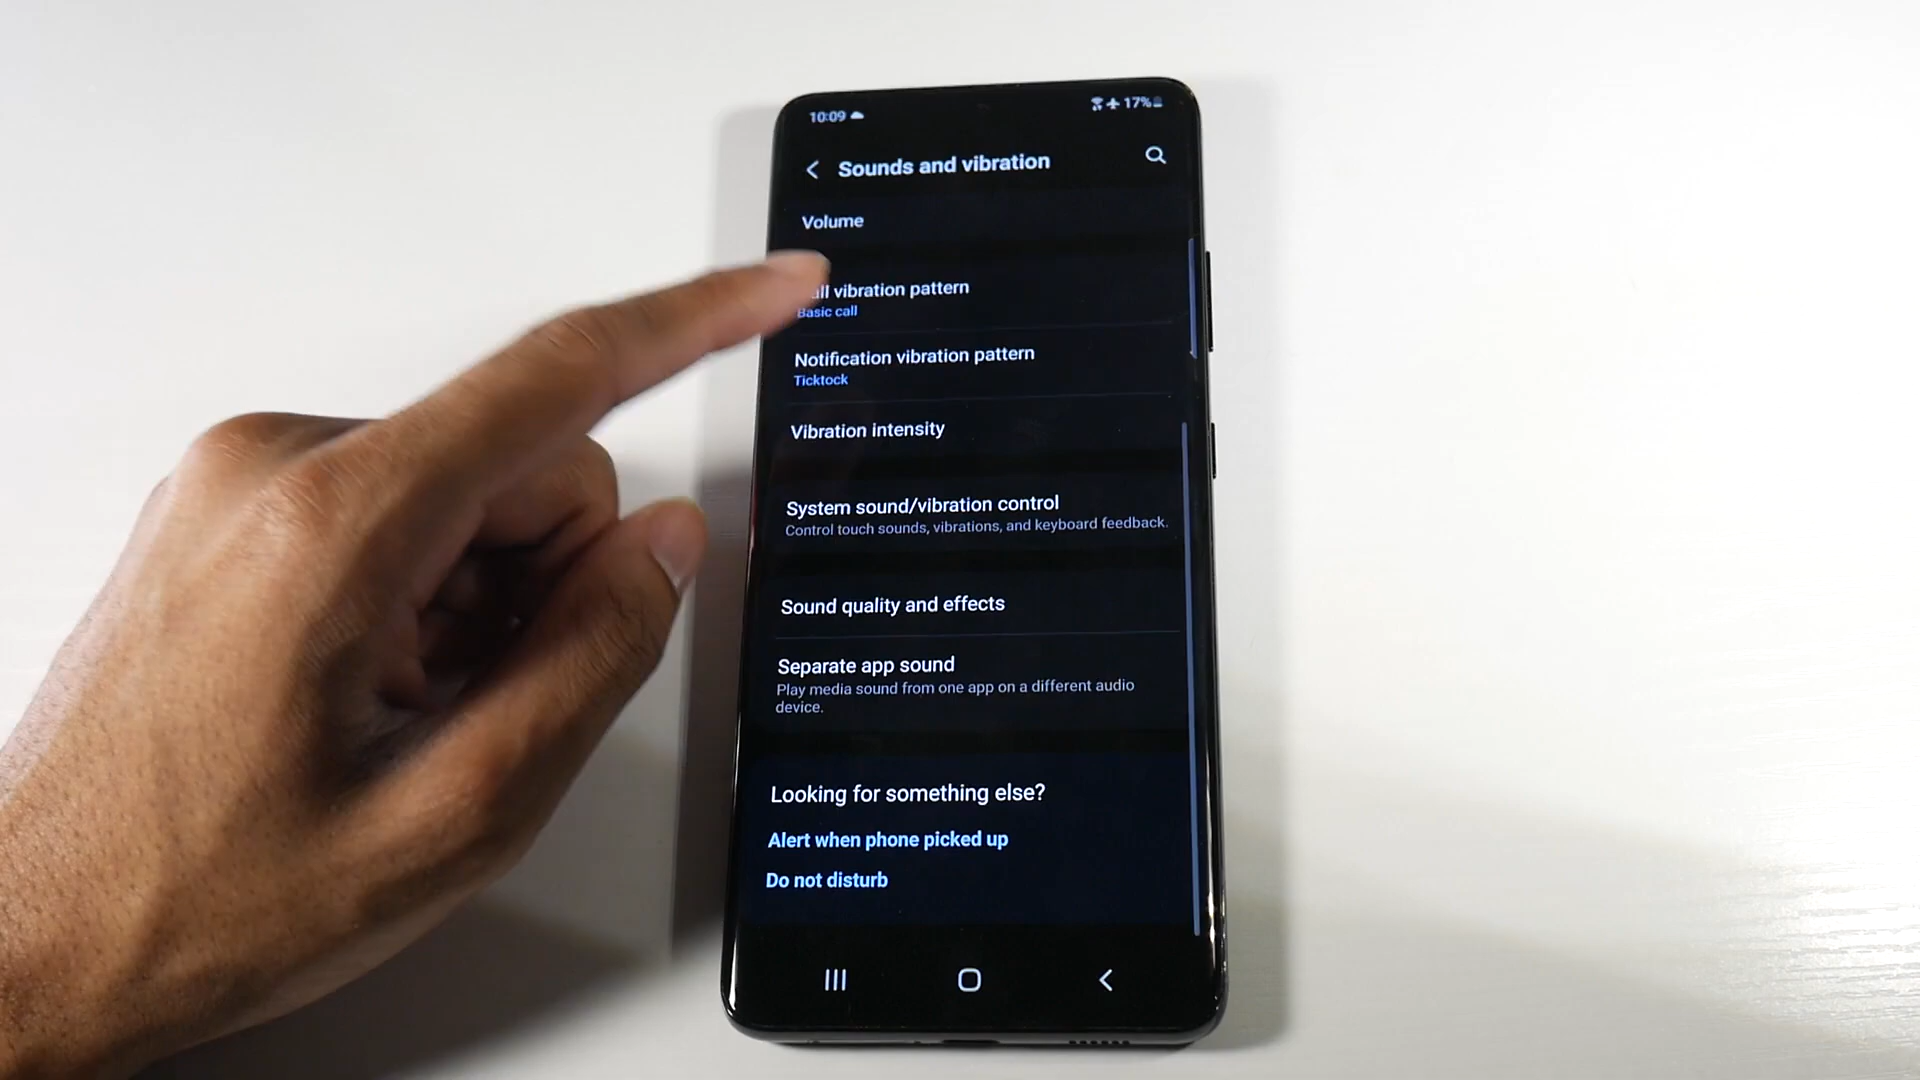 10:09
17%
Sounds and vibration
Volume
vibration pattern
Basic call
Notification vibration pattern
Ticktock
Vibration intensity
System sound/vibration control
Control touch sounds, vibrations, and keyboard feedback.
Sound quality and effects
Separate app sound
Play media sound from one app on a different audio
device.
Looking for something else?
Alert when phone picked up
Do not disturb